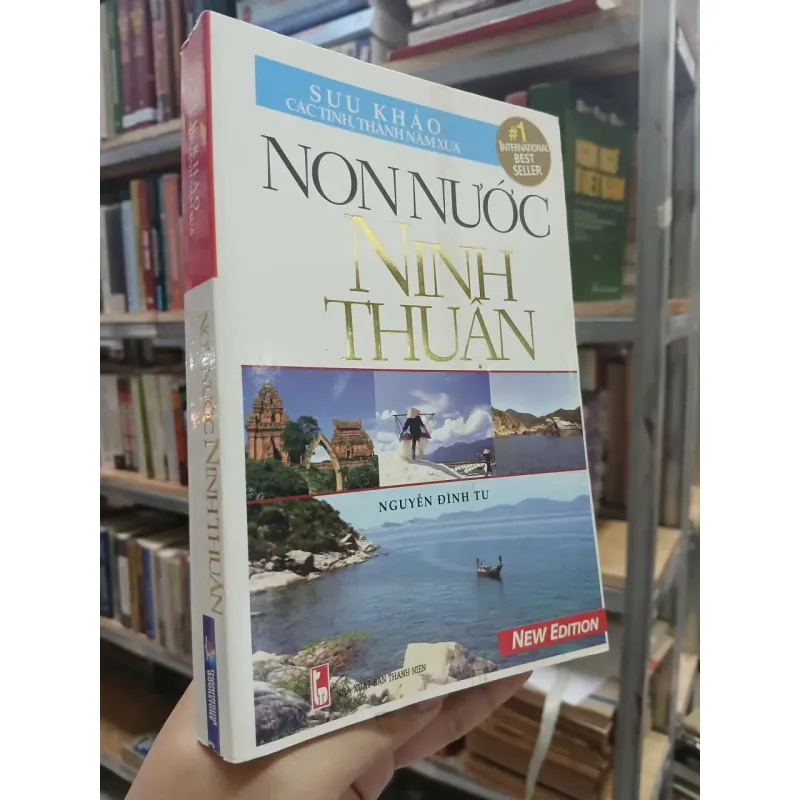 SƯU KHẢO
CÁC TỈNH, THÀNH NĂM XƯA
#1
INTERNATIONAL
BEST
SELLER
NON NƯỚC
NINH
THUẬN
NGUYỄN ĐÌNH TƯ
NEW EDITION
NHÀ XUẤT BẢN THANH NIÊN
NON NƯỚC NINH THUẬN